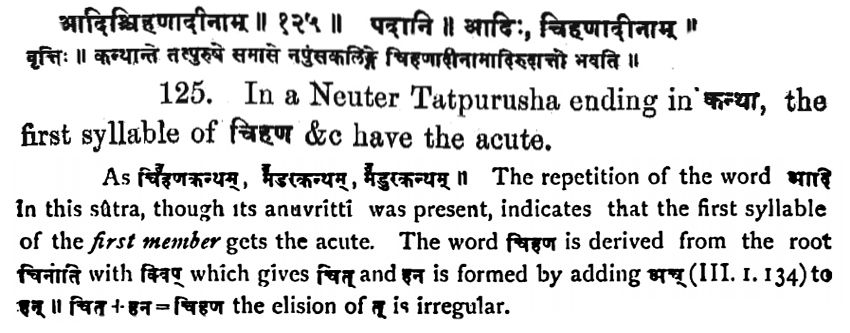 आदिश्चिहणादीनाम् ॥ १२५ ॥ पदानि ॥ आदिः, चिहणादीनाम् ॥
वृत्तिः ॥ कन्थान्ते तत्पुरुषे समासे नपुंसकलिङ्गे चिहणादीनामादिरुदात्तो भवति ॥
125. In a Neuter Tatpurusha ending in कन्था, the
first syllable of चिहण &c have the acute.
As चिँहणकन्थम्, मँडरकन्थम्, मँडुरकन्थम् ॥ The repetition of the word आदि
In this sûtra, though its anuvritti was present, indicates that the first syllable
of the first member gets the acute. The word चिहण is derived from the root
चिनोति with क्विप् which gives चित् and हन is formed by adding अच् (III. 1. 134) to
हन् ॥ चित् + हन = चिहण the elision of त् is irregular.